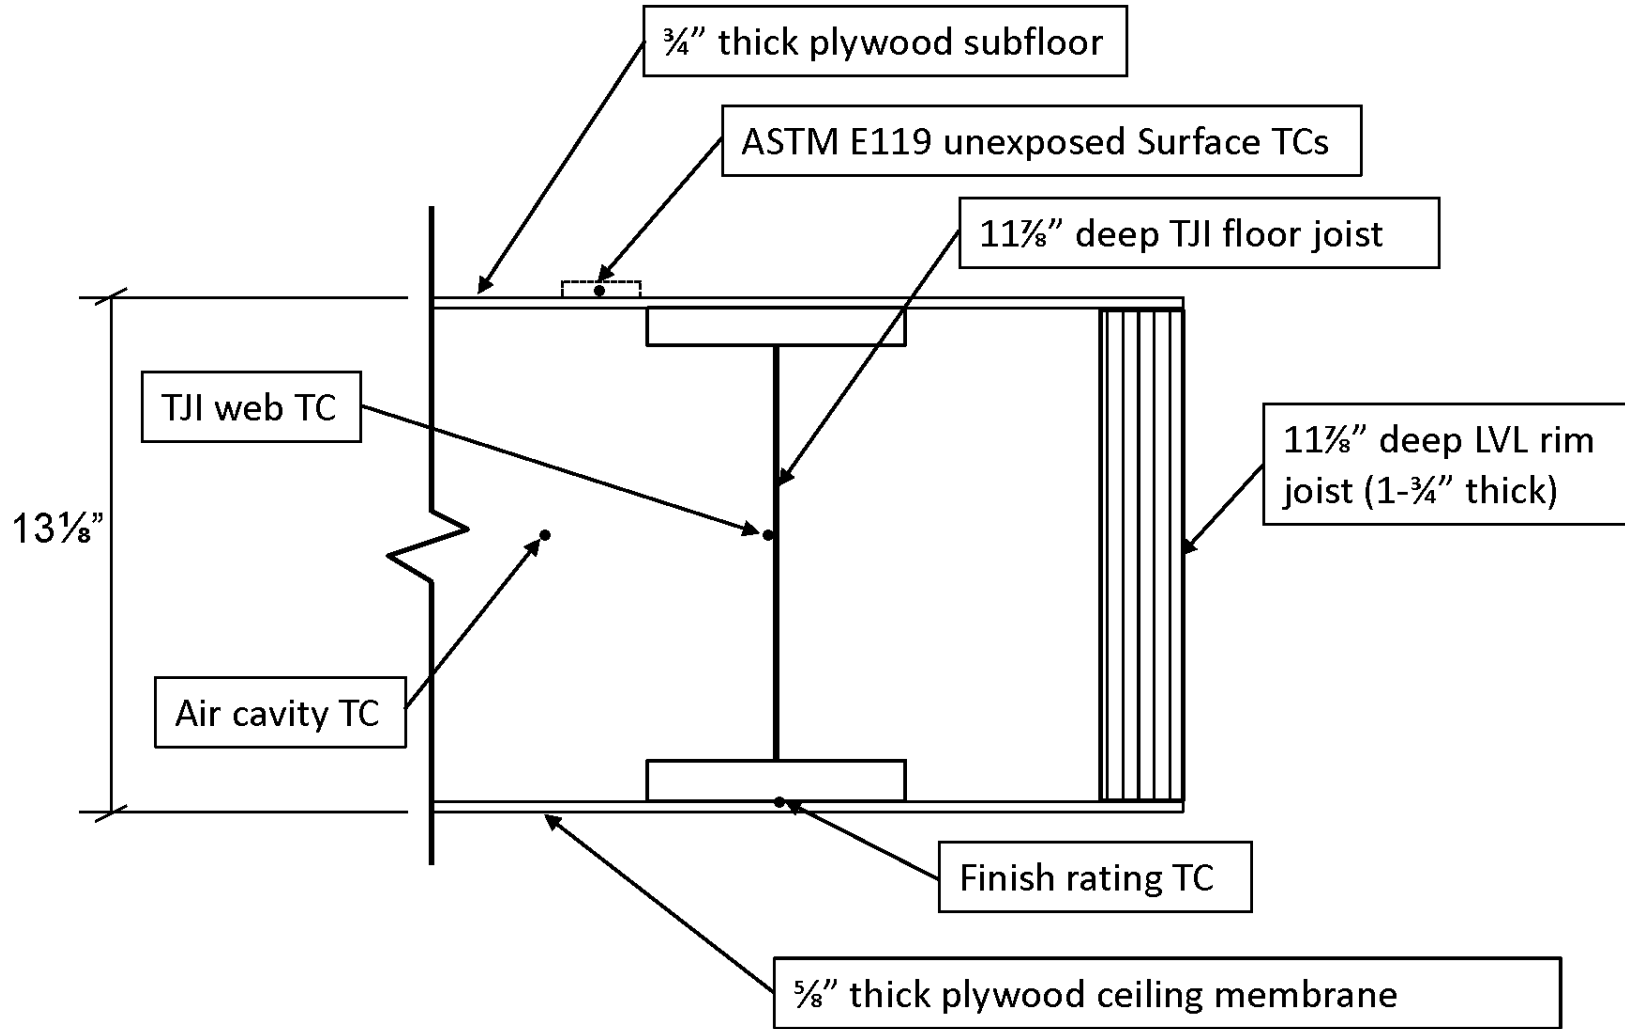 ¾” thick plywood subfloor
ASTM E119 unexposed Surface TCs
11⅞” deep TJI floor joist
TJI web TC
11⅞” deep LVL rim
joist (1-¾” thick)
13⅛”
Air cavity TC
Finish rating TC
⅝” thick plywood ceiling membrane